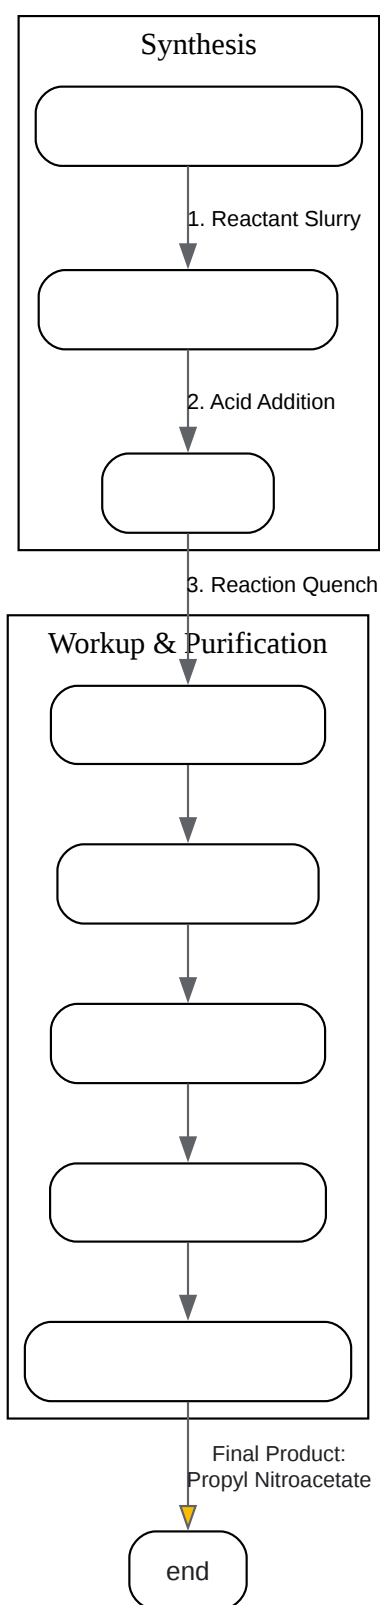 Synthesis
1. Reactant Slurry
2. Acid Addition
3. Reaction Quench
Workup & Purification
Final Product:
Propyl Nitroacetate
end